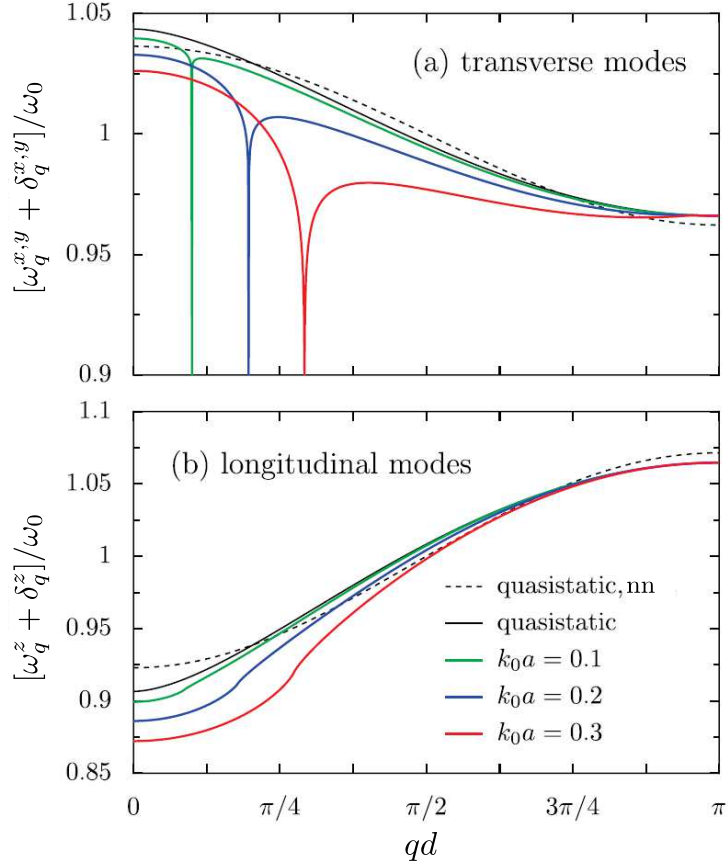 1.05
(a) transverse modes
1
[ω_q^{x,y} + δ_q^{x,y}]/ω_0
0.95
0.9
1.1
(b) longitudinal modes
1.05
1
[ω_q^z + δ_q^z]/ω_0
quasistatic, nn
0.95
quasistatic
k_0a = 0.1
0.9
k_0a = 0.2
k_0a = 0.3
0.85
0 π/4 π/2 3π/4 π
qd